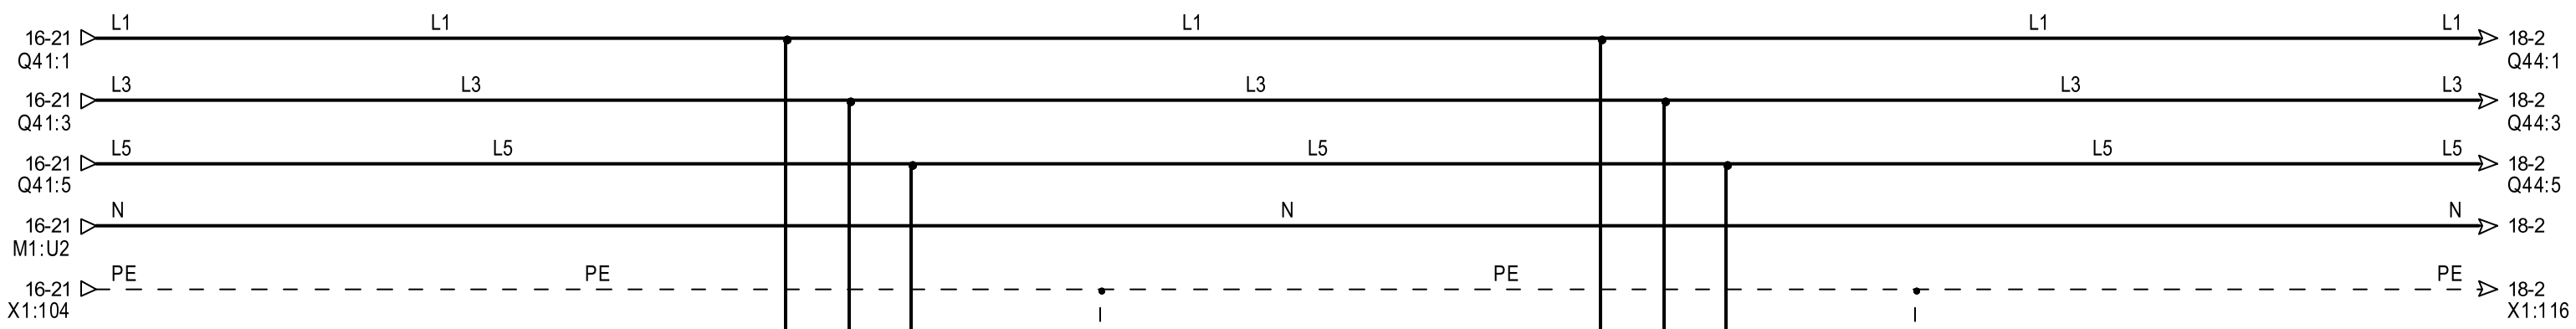 L1 L1 L1 L1 L1
16-21 18-2
Q41:1 Q44:1
L3 L3 L3 L3 L3
16-21 18-2
Q41:3 Q44:3
L5 L5 L5 L5 L5
16-21 18-2
Q41:5 Q44:5
N N N
16-21 18-2
M1:U2
PE PE PE PE
16-21 18-2
X1:104 X1:116